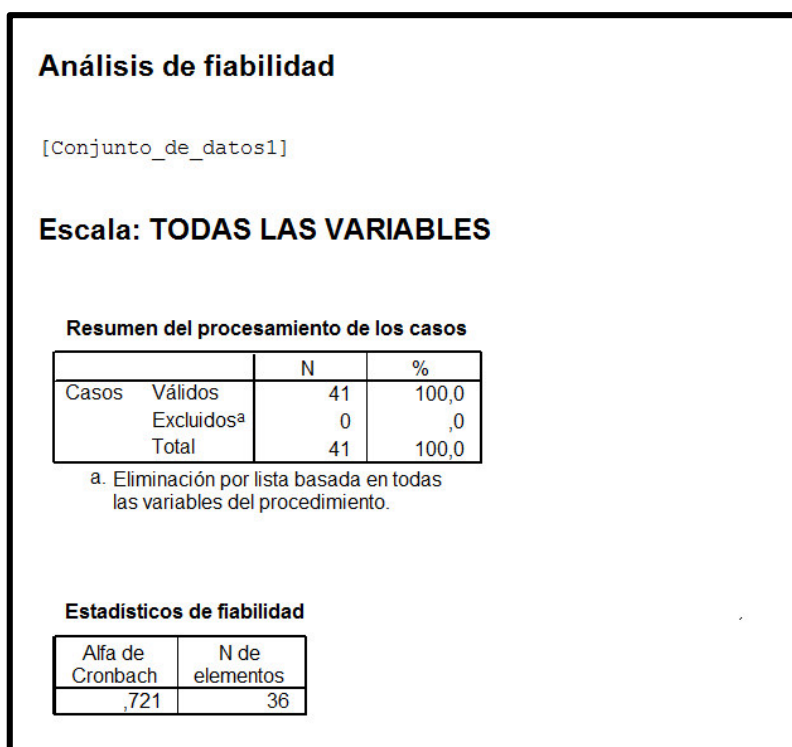 Análisis de fiabilidad
[Conjunto_de_datos1]
Escala: TODAS LAS VARIABLES
Resumen del procesamiento de los casos
N %
Casos Válidos 41 100,0
Excluidosª 0 ,0
Total 41 100,0
a. Eliminación por lista basada en todas
las variables del procedimiento.
Estadísticos de fiabilidad
Alfa de N de
Cronbach elementos
,721 36